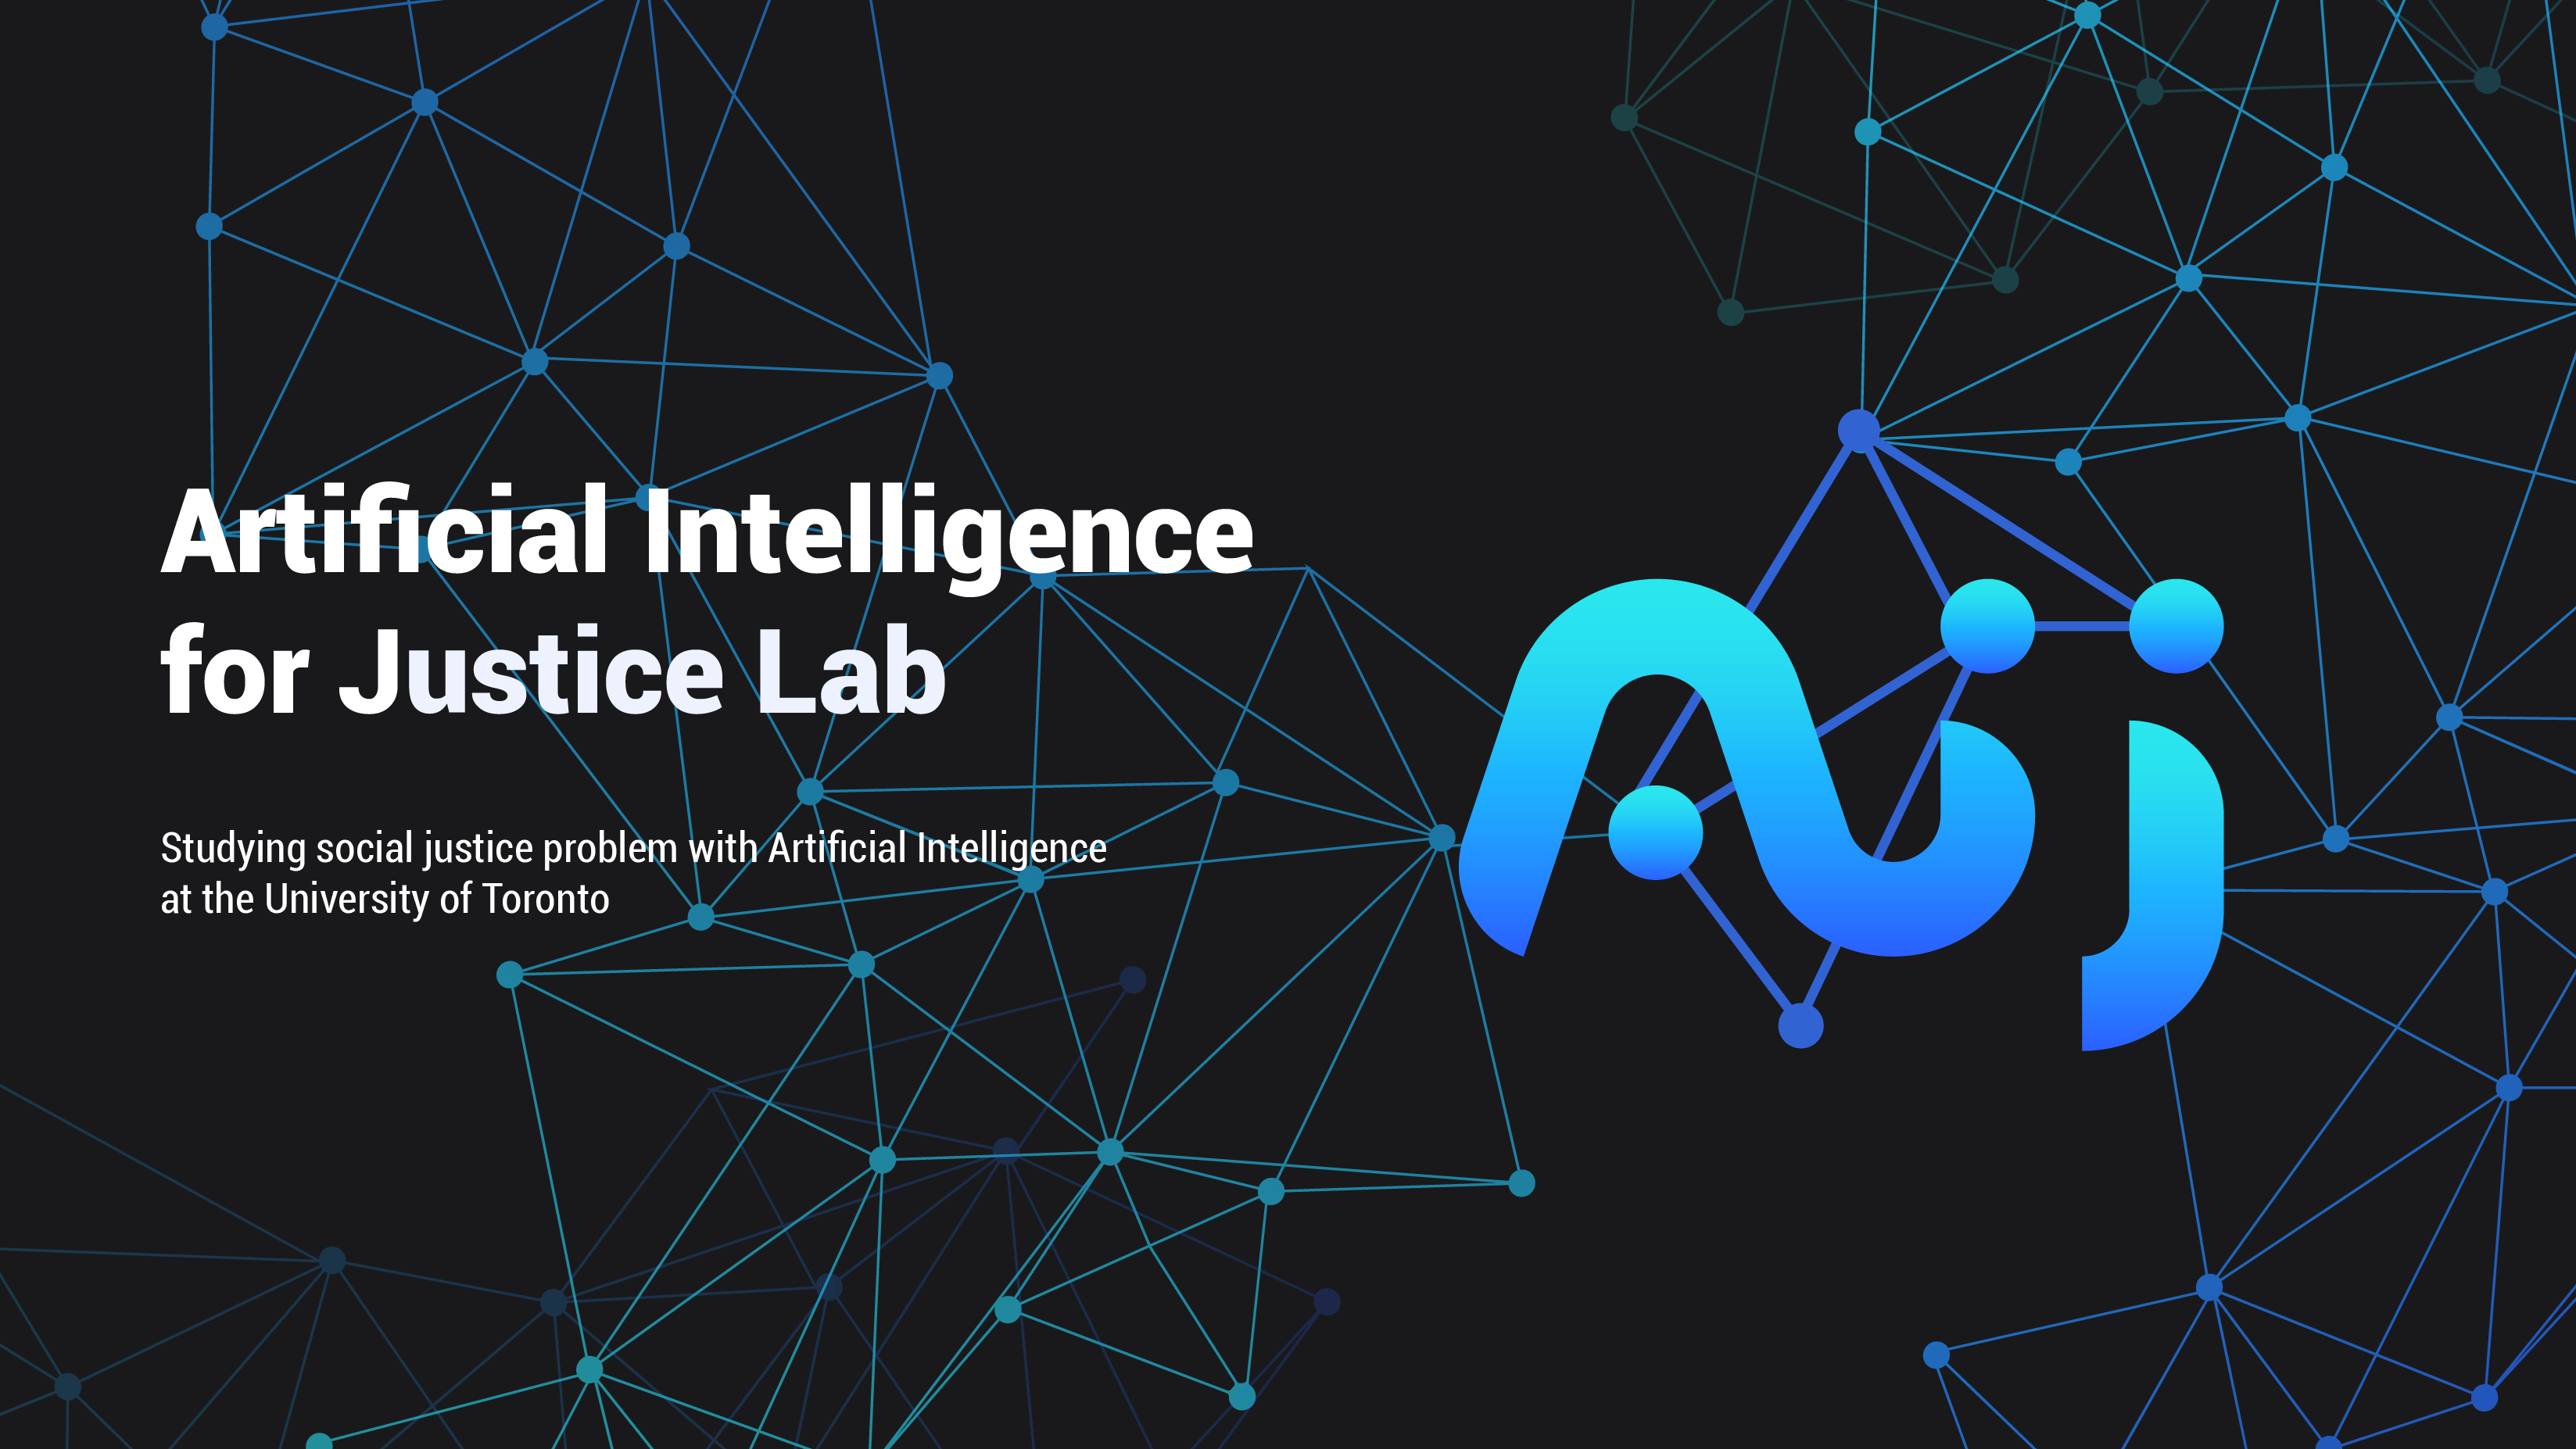 Artificial Intelligence
for Justice Lab
Studying social justice problem with Artificial Intelligence
at the University of Toronto